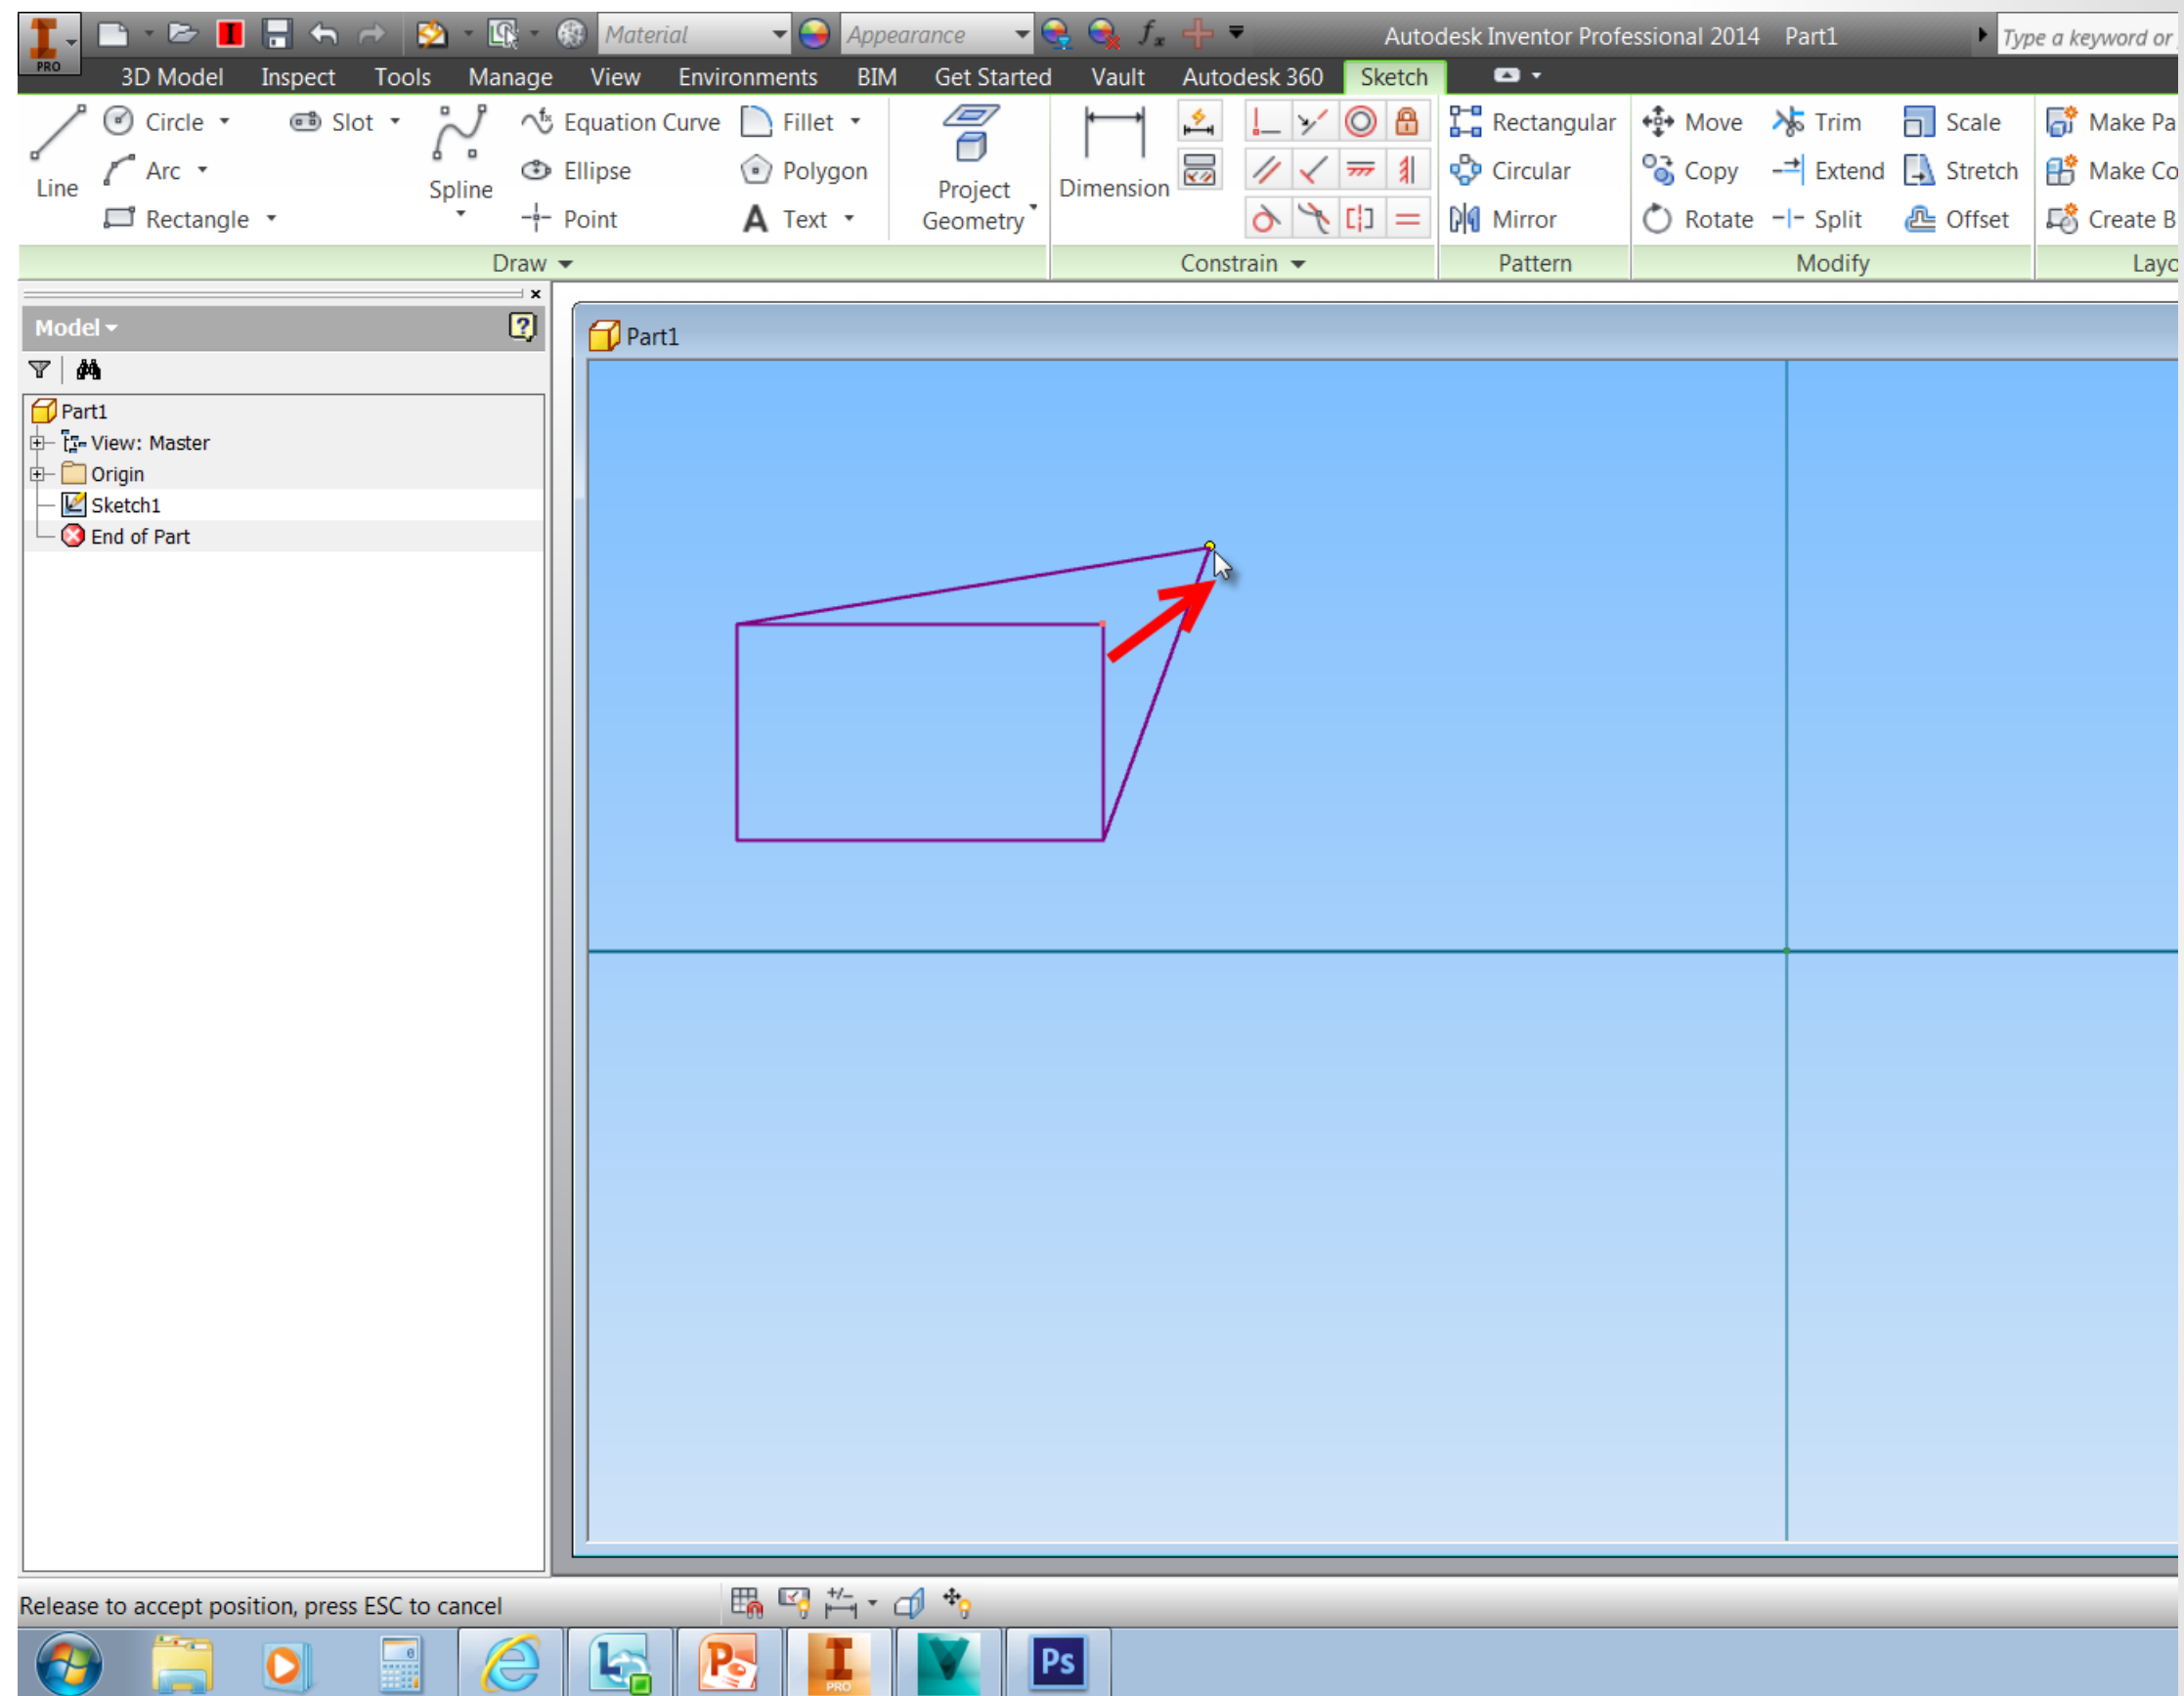 Material Appearance fx Autodesk Inventor Professional 2014 Part1 Type a keyword or
PRO 3D Model Inspect Tools Manage View Environments BIM Get Started Vault Autodesk 360 Sketch
Circle Slot Equation Curve Fillet Rectangular Move Trim Scale Make Pa
Arc Ellipse Polygon Circular Copy Extend Stretch Make Co
Line Spline Project Dimension
Rectangle Point A Text Geometry Mirror Rotate Split Offset Create B
Draw Constrain Pattern Modify Layo
Model
Part1
Part1
View: Master
Origin
Sketch1
End of Part
Release to accept position, press ESC to cancel
PRO
Ps